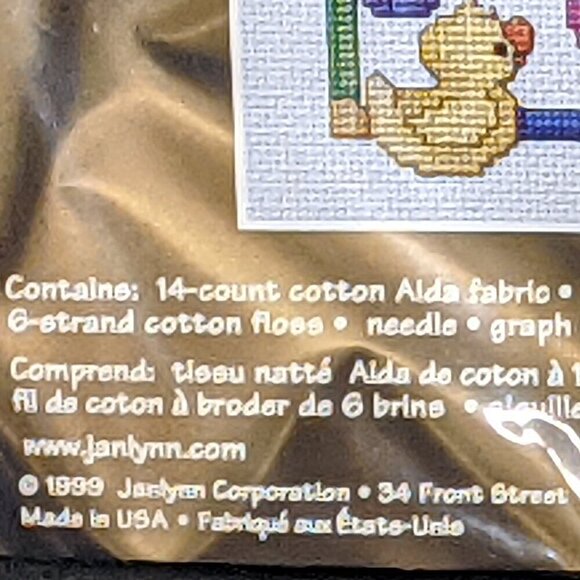 Contains: 14-count cotton Aida fabric •
6-strand cotton floss • needle • graph
Comprend: tissu natté Aida de coton à 1
fil de coton à broder de 6 brins • aiguille
www.janlynn.com
© 1999 Janlynn Corporation • 34 Front Street
Made in USA • Fabriqué aux États-Unis